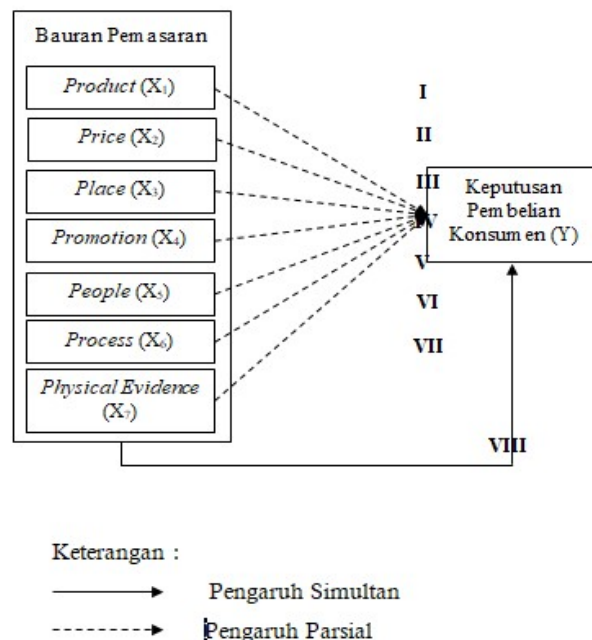 Bauran Pemasaran
Product (X₁)
Price (X₂)
Place (X₃)
Promotion (X₄)
People (X₅)
Process (X₆)
Physical Evidence
(X₇)
I
II
III
IV
V
VI
VII
VIII
Keputusan
Pembelian
Konsumen (Y)
Keterangan :
Pengaruh Simultan
Pengaruh Parsial